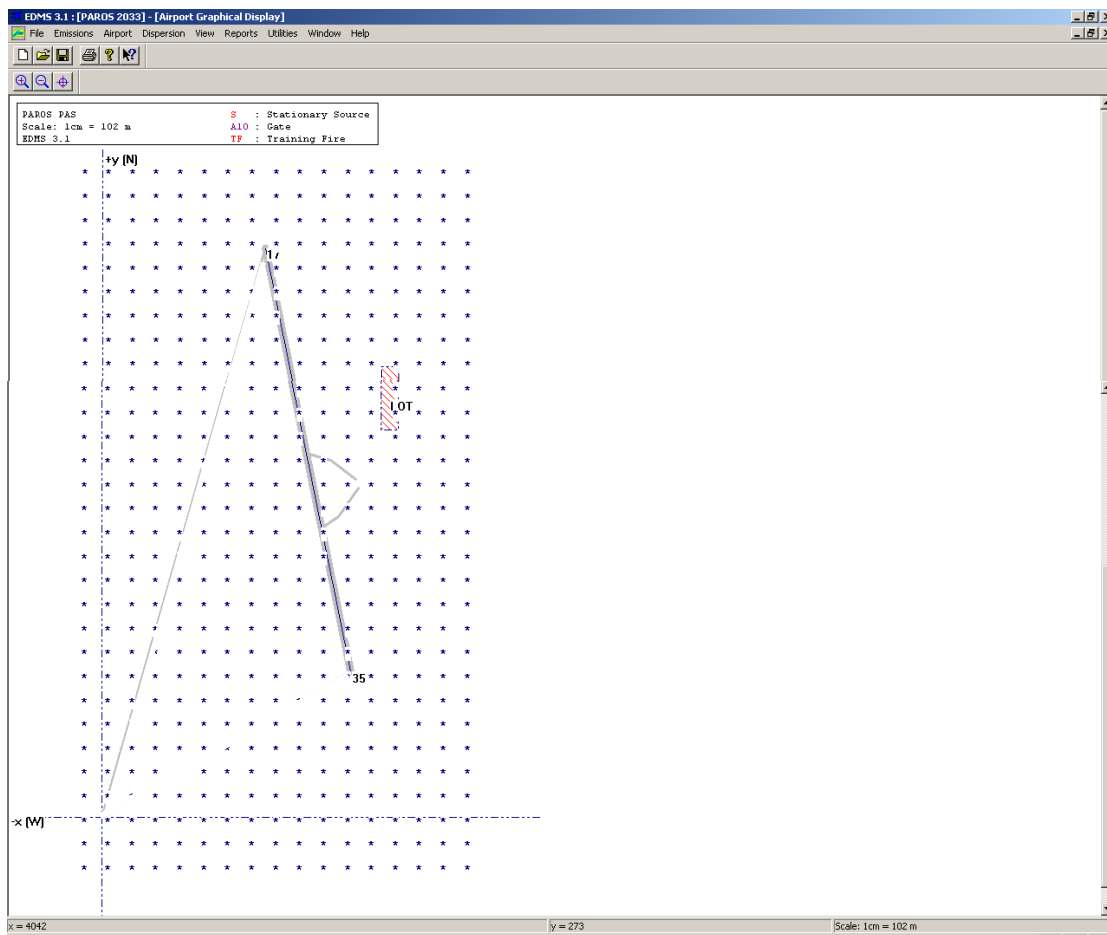 EDMS 3.1 : [PAROS 2033] - [Airport Graphical Display]
File Emissions Airport Dispersion View Reports Utilities Window Help
PAROS PAS S : Stationary Source
Scale: 1cm = 102 m A10 : Gate
EDMS 3.1 TF : Training Fire
+y (N)
17
LOT
35
-x (W)
x = 4042 y = 273 Scale: 1cm = 102 m